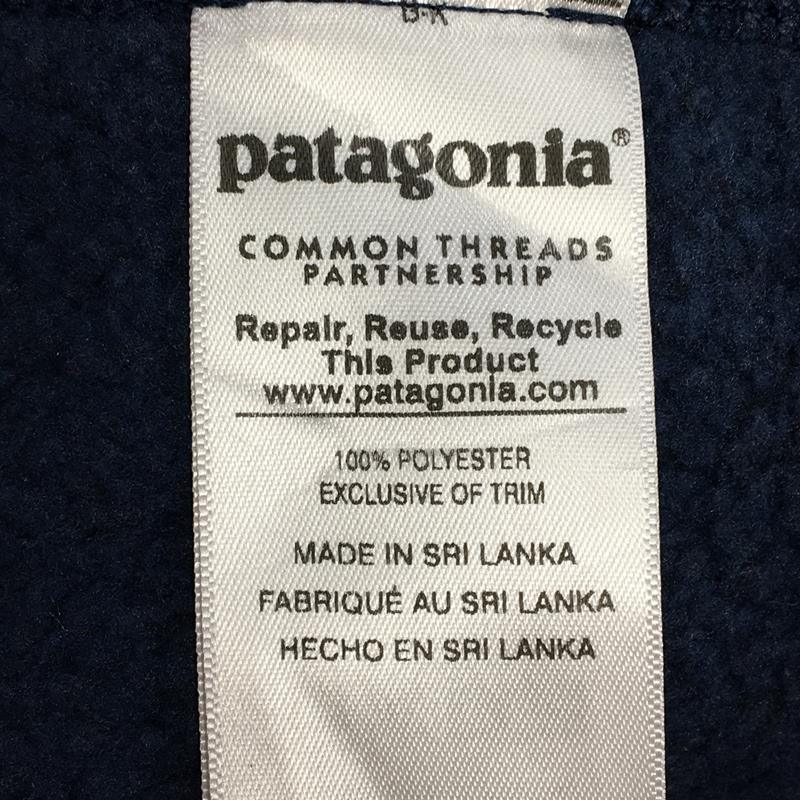 B-K
patagonia®
COMMON THREADS
PARTNERSHIP
Repair, Reuse, Recycle
This Product
www.patagonia.com
100% POLYESTER
EXCLUSIVE OF TRIM
MADE IN SRI LANKA
FABRIQUÉ AU SRI LANKA
HECHO EN SRI LANKA